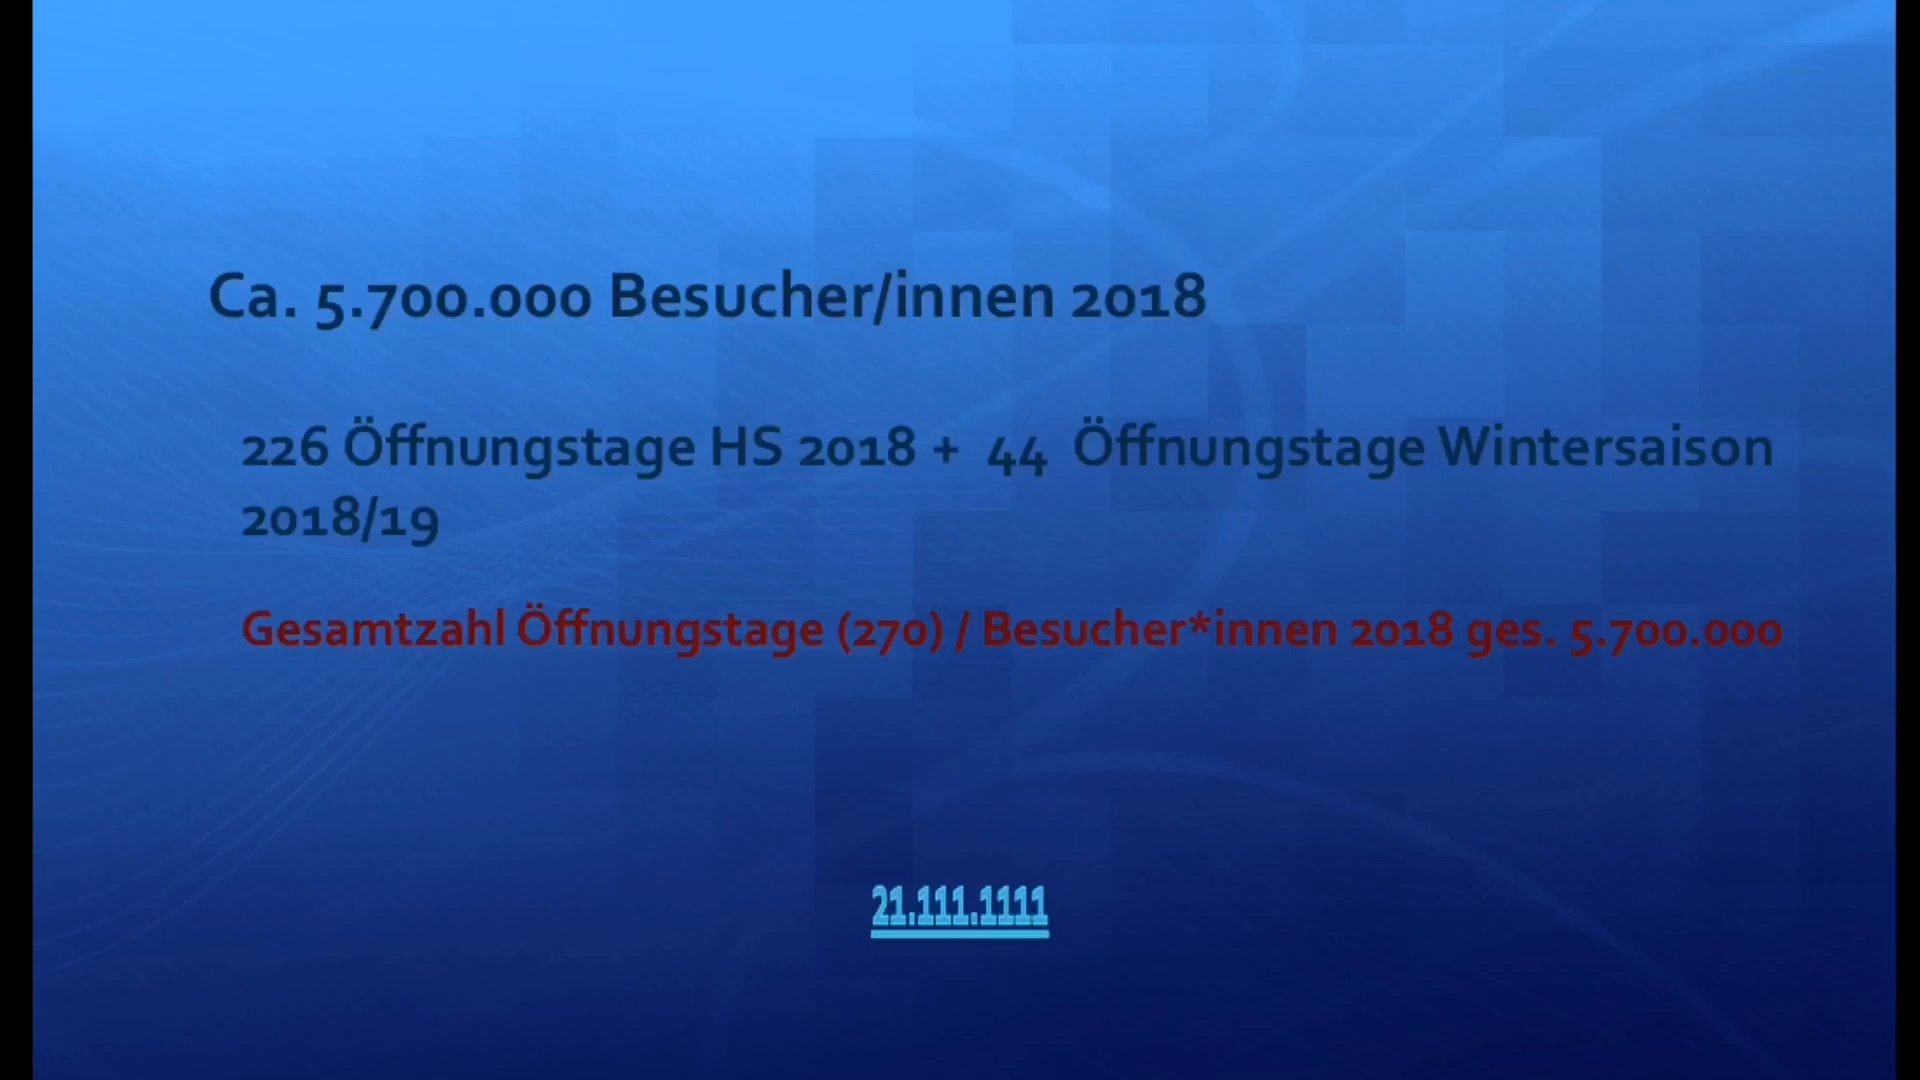 Ca. 5.700.000 Besucher/innen 2018
226 Öffnungstage HS 2018 + 44 Öffnungstage Wintersaison
2018/19
Gesamtzahl Öffnungstage (270) / Besucher*innen 2018 ges. 5.700.000
21.111.1111